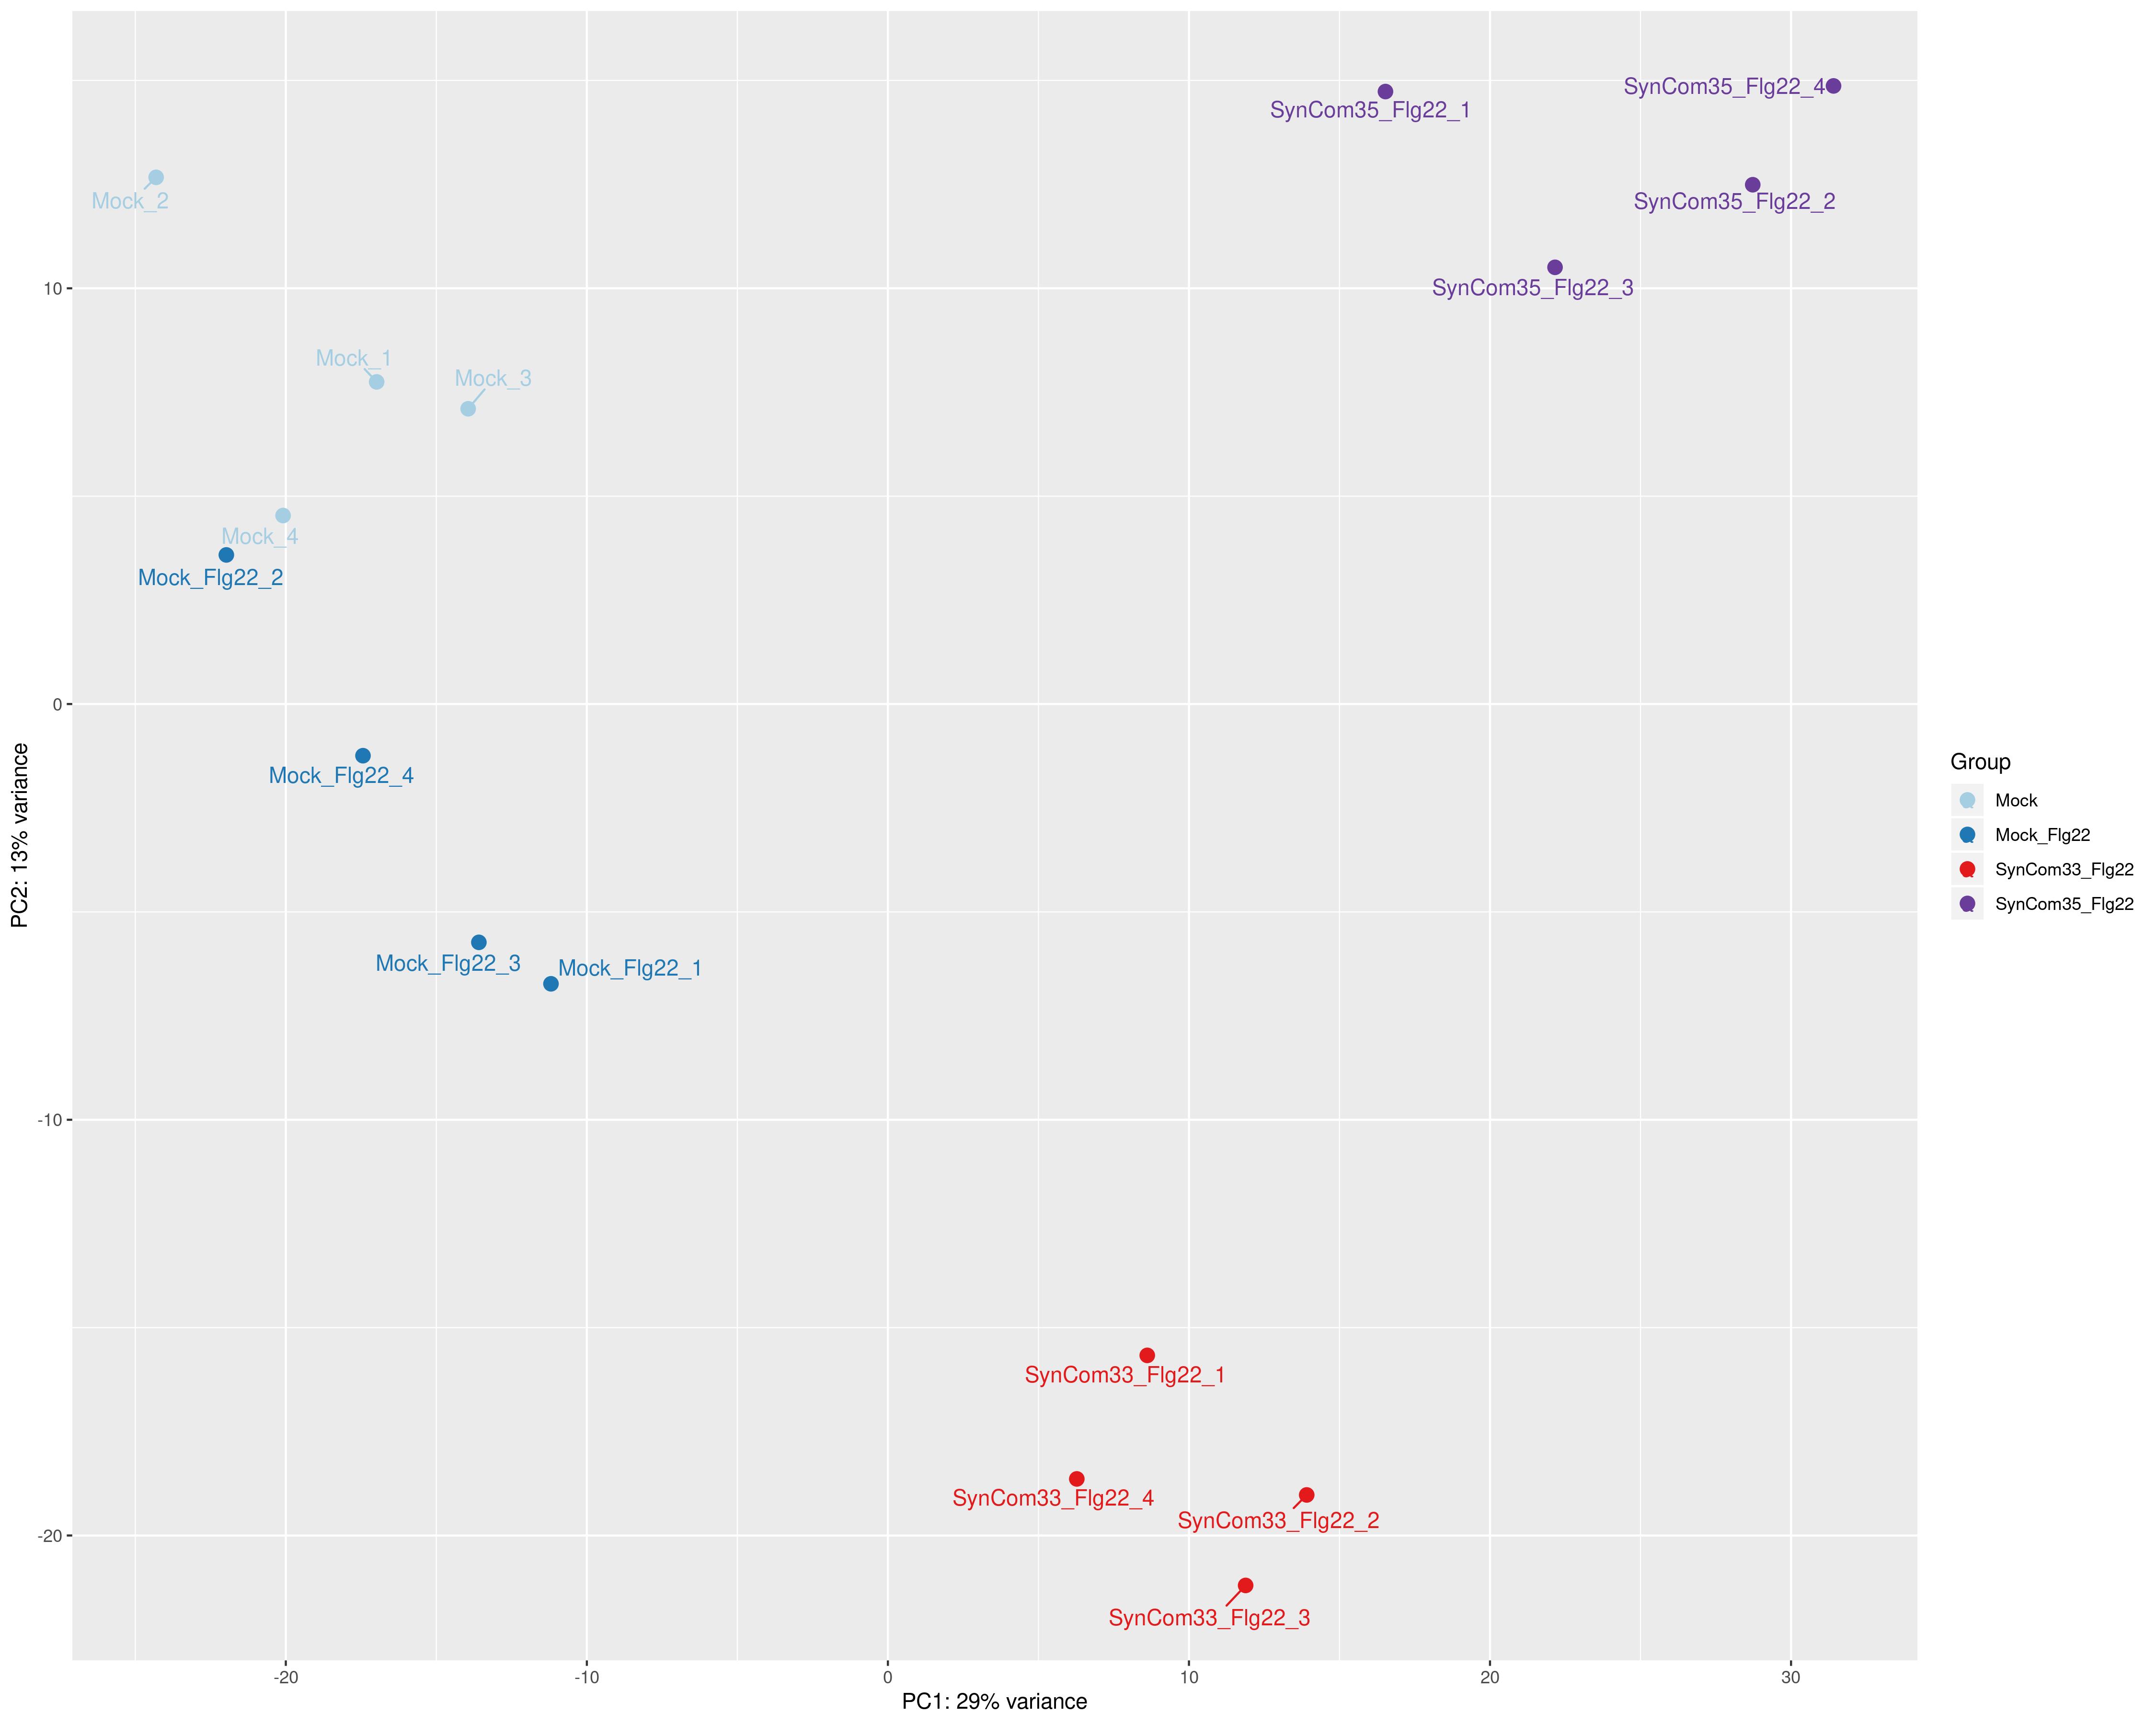 SynCom35_Flg22_4
SynCom35_Flg22_1
Mock_2
SynCom35_Flg22_2
10
SynCom35_Flg22_3
Mock_1
Mock_3
Mock_4
Mock_Flg22_2
0
Mock_Flg22_4
PC2: 13% variance
Mock_Flg22_3
Mock_Flg22_1
-10
SynCom33_Flg22_1
SynCom33_Flg22_4
SynCom33_Flg22_2
-20
SynCom33_Flg22_3
-20
-10
0
10
20
30
PC1: 29% variance
Group
Mock
Mock_Flg22
SynCom33_Flg22
SynCom35_Flg22